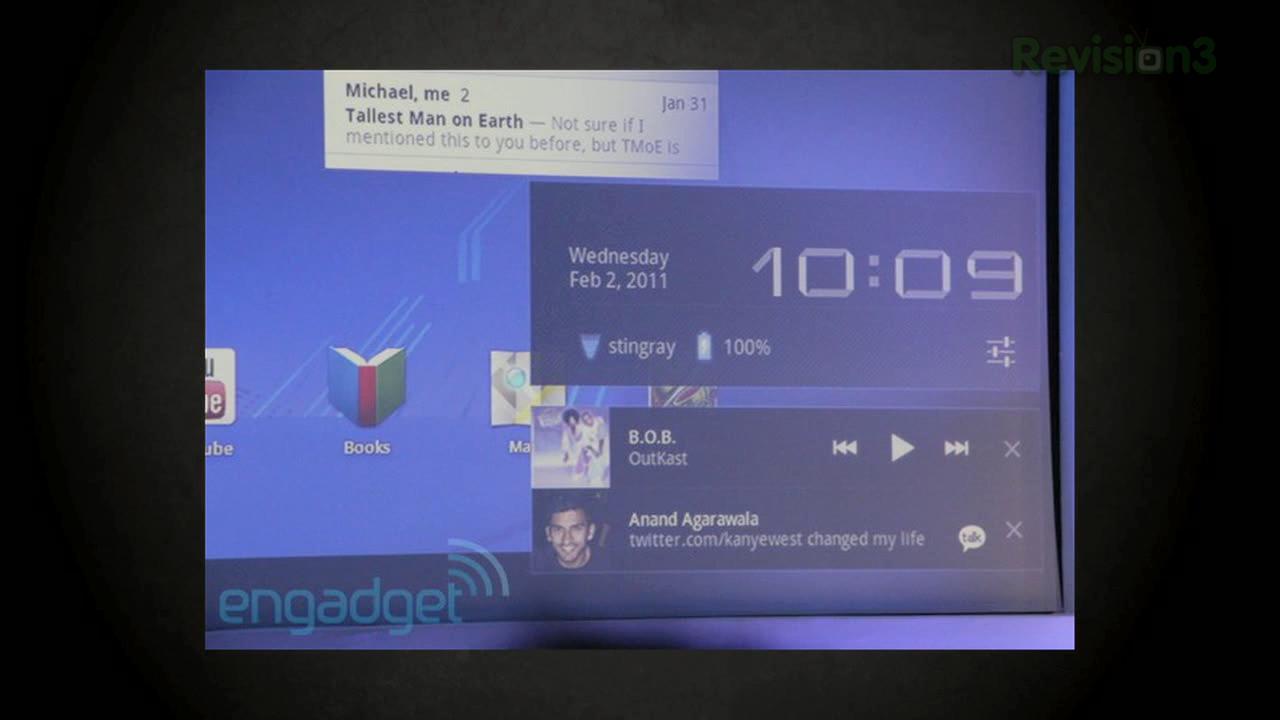 Revision3
Michael, me 2
Jan 31
Tallest Man on Earth — Not sure if I
mentioned this to you before, but TMoE is
Wednesday
Feb 2, 2011
10:09
stingray
100%
ube
Books
Ma
B.O.B.
OutKast
Anand Agarawala
twitter.com/kanyewest changed my life
talk
engadget